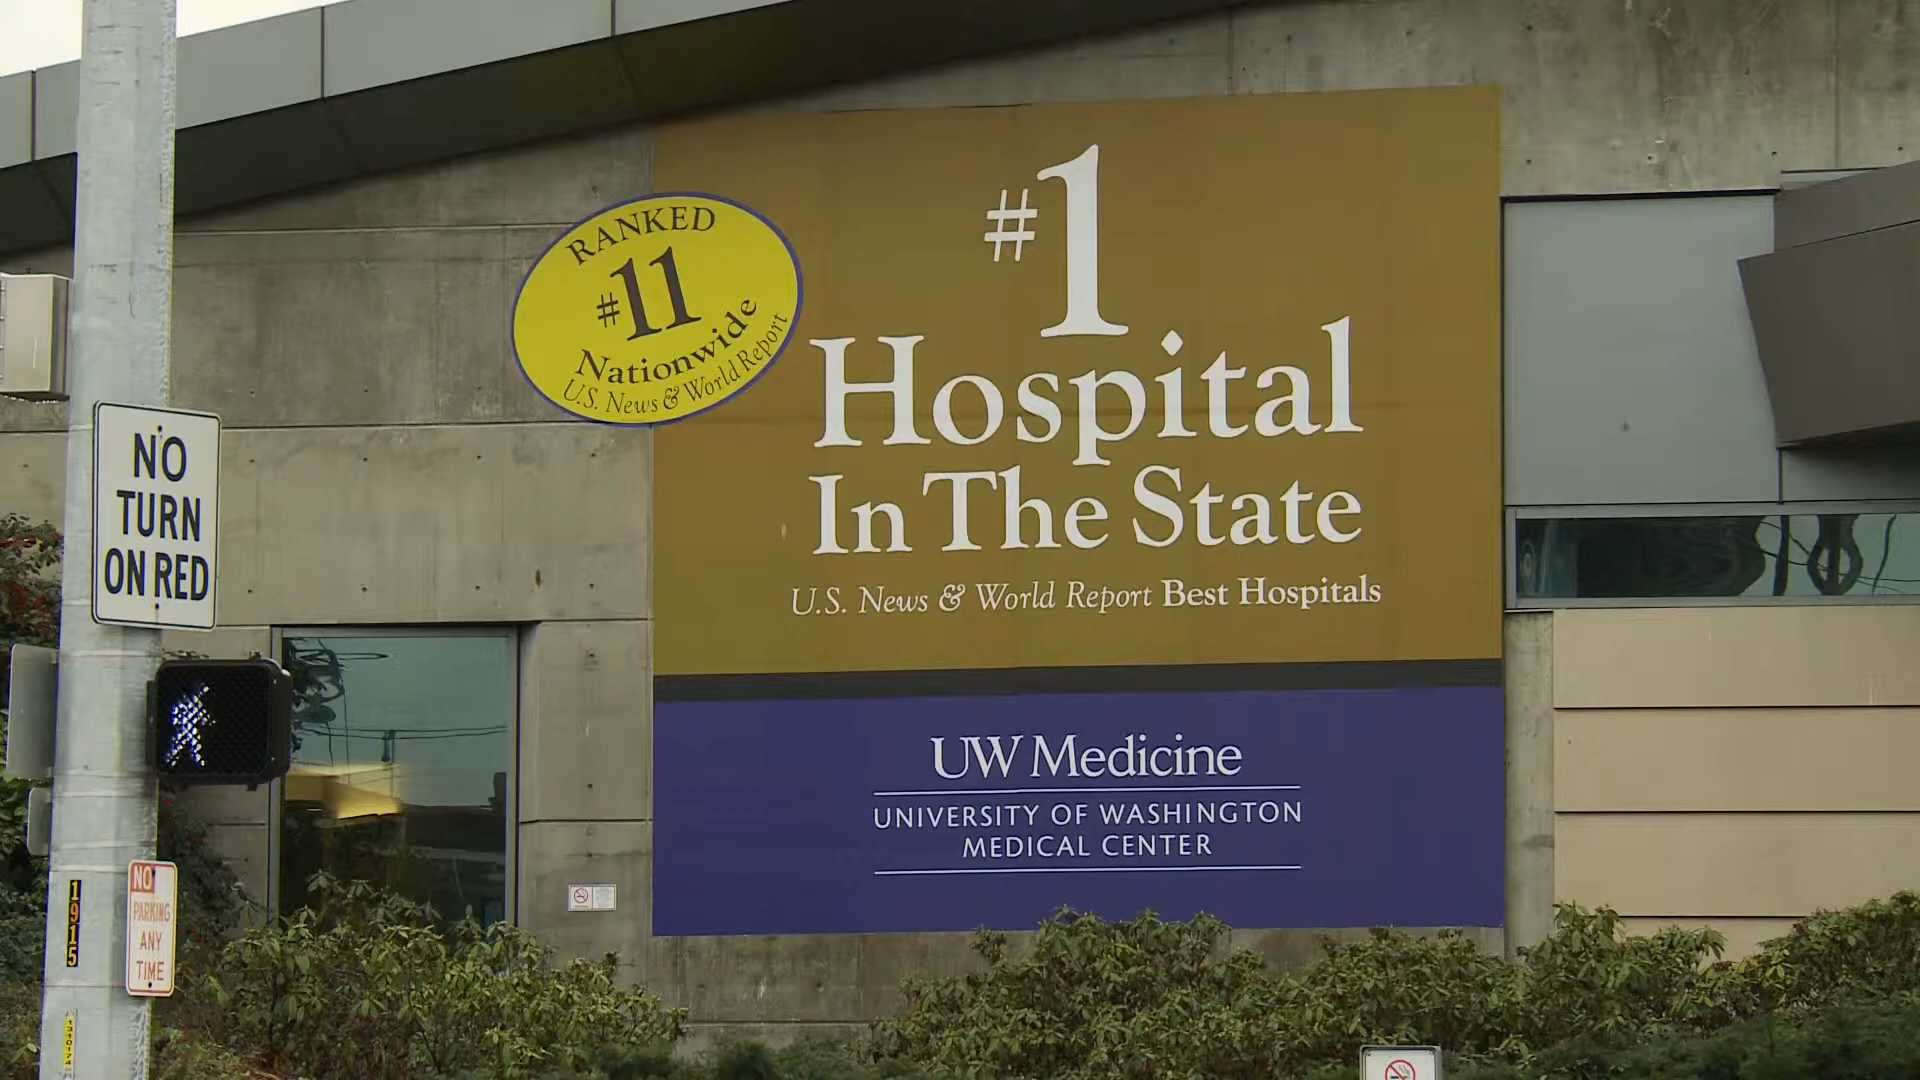 RANKED
#11
Nationwide
U.S. News & World Report
#1
Hospital
In The State
U.S. News & World Report Best Hospitals
UW Medicine
UNIVERSITY OF WASHINGTON
MEDICAL CENTER
NO
TURN
ON RED
NO
PARKING
ANY
TIME
1915